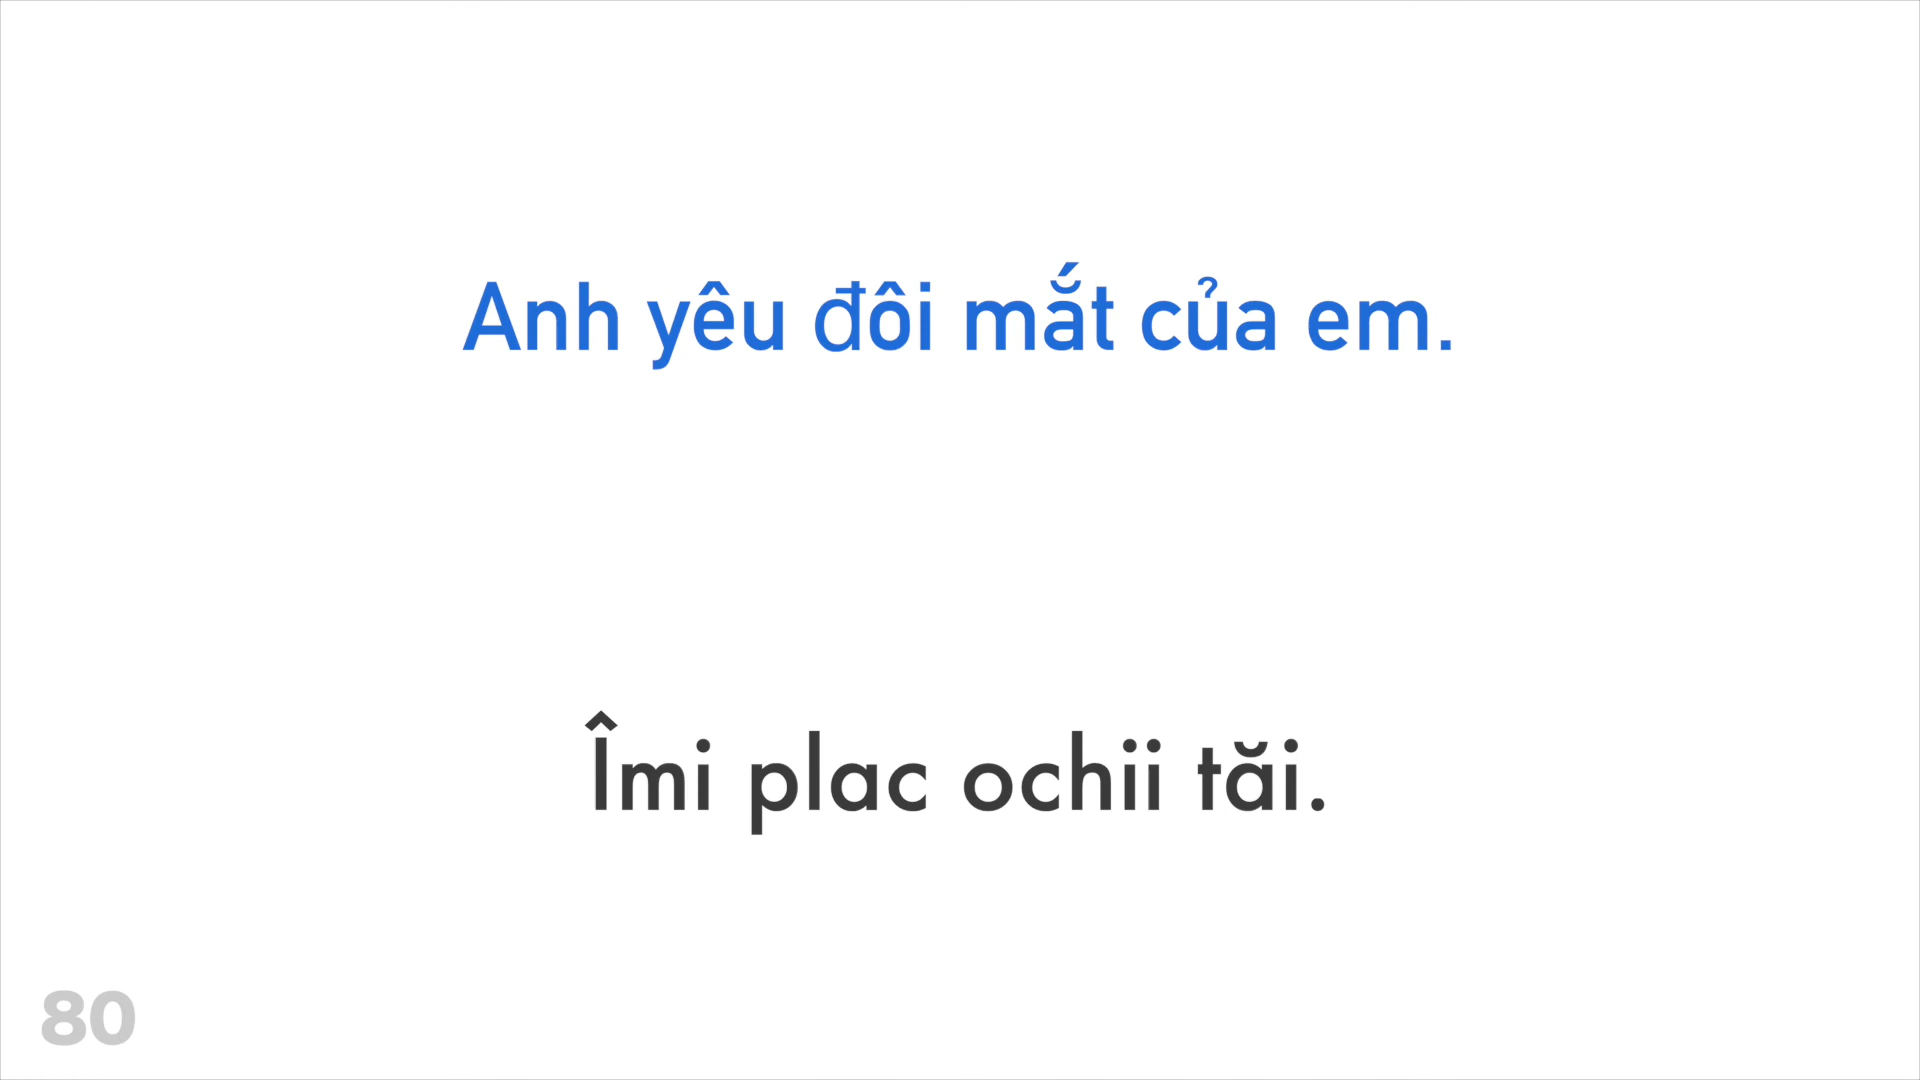 Anh yêu đôi mắt của em.
Îmi plac ochii tăi.
80